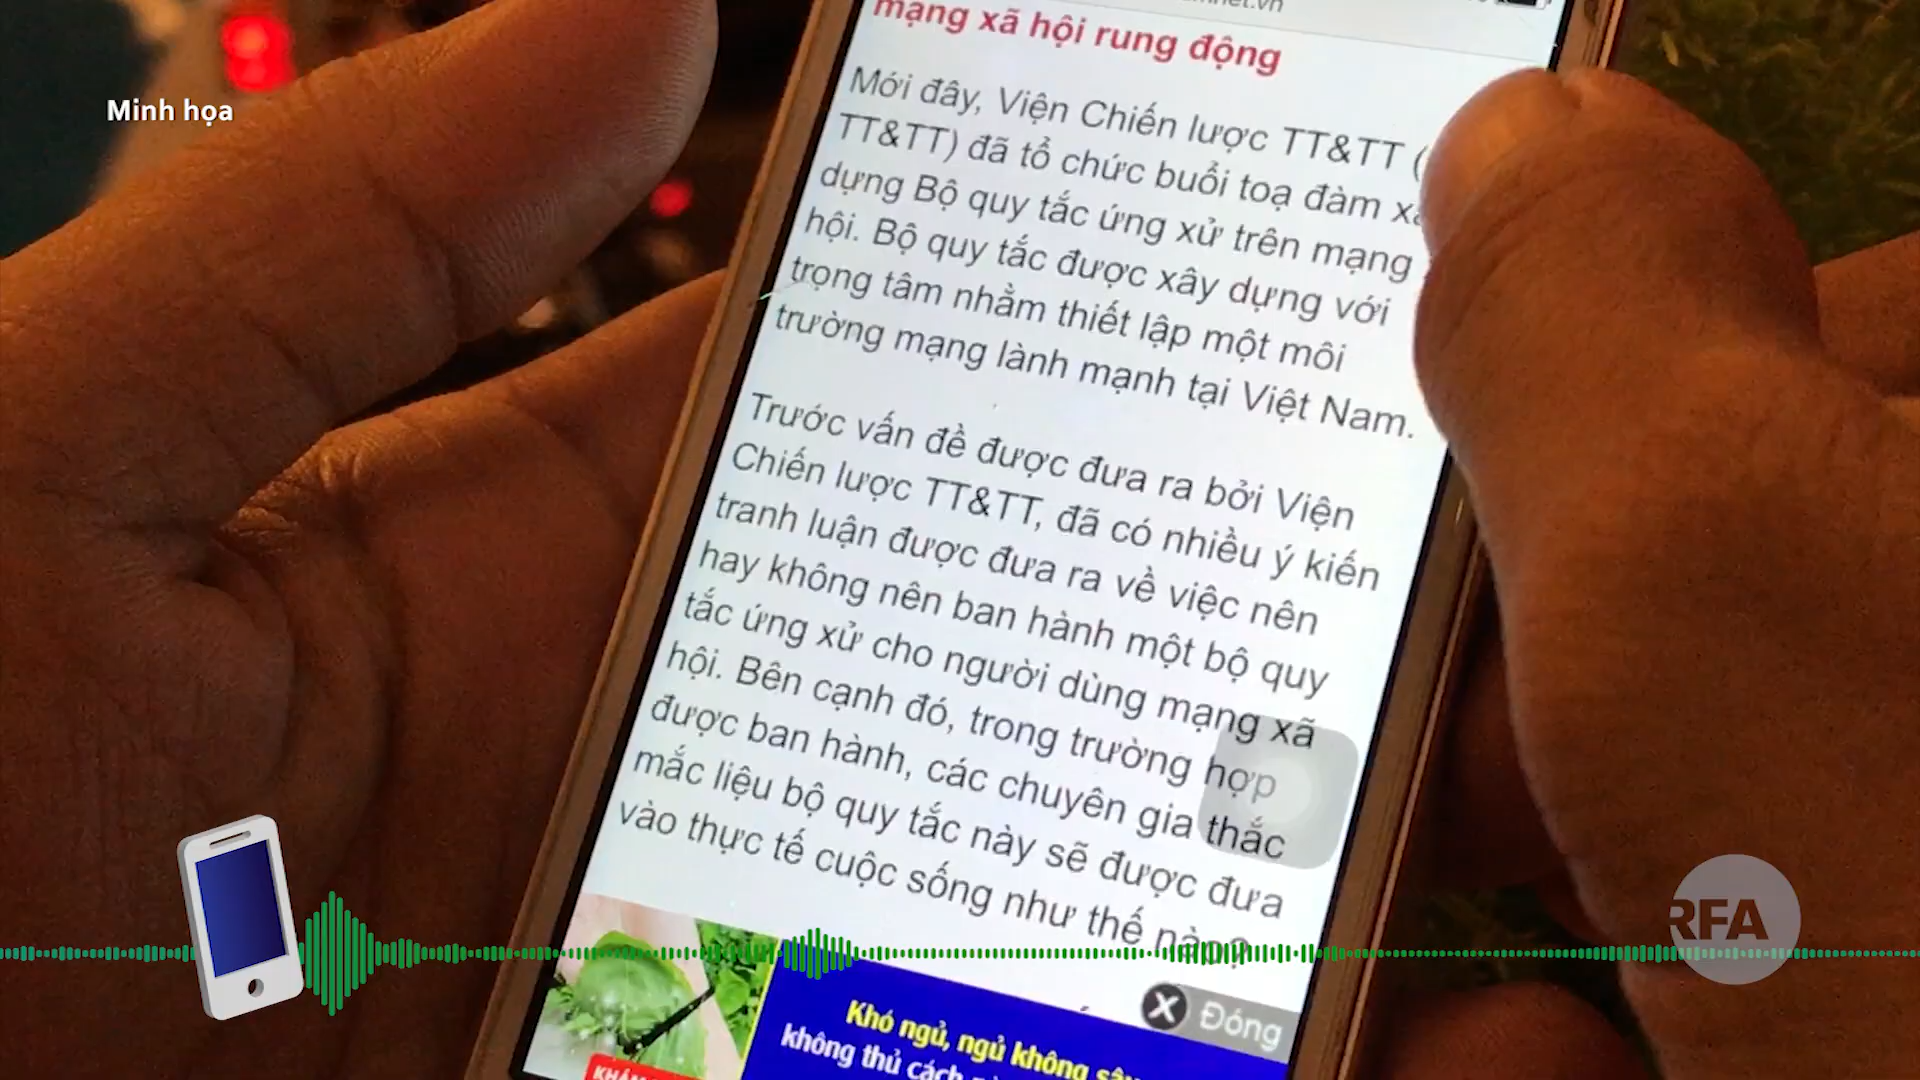 Minh họa
mạng xã hội rung động
Mới đây, Viện Chiến lược TT&TT (
TT&TT) đã tổ chức buổi toạ đàm
dựng Bộ quy tắc ứng xử trên mạng
hội. Bộ quy tắc được xây dựng với
trọng tâm nhằm thiết lập một môi
trường mạng lành mạnh tại Việt Nam.
Trước vấn đề được đưa ra bởi Viện
Chiến lược TT&TT, đã có nhiều ý kiến
tranh luận được đưa ra về việc nên
hay không nên ban hành một bộ quy
tắc ứng xử cho người dùng mạng xã
hội. Bên cạnh đó, trong trường hợp
được ban hành, các chuyên gia thắc
mắc liệu bộ quy tắc này sẽ được đưa
vào thực tế cuộc sống như thế nào?
Đóng
Khó ngủ, ngủ không
không thủ cách
RFA